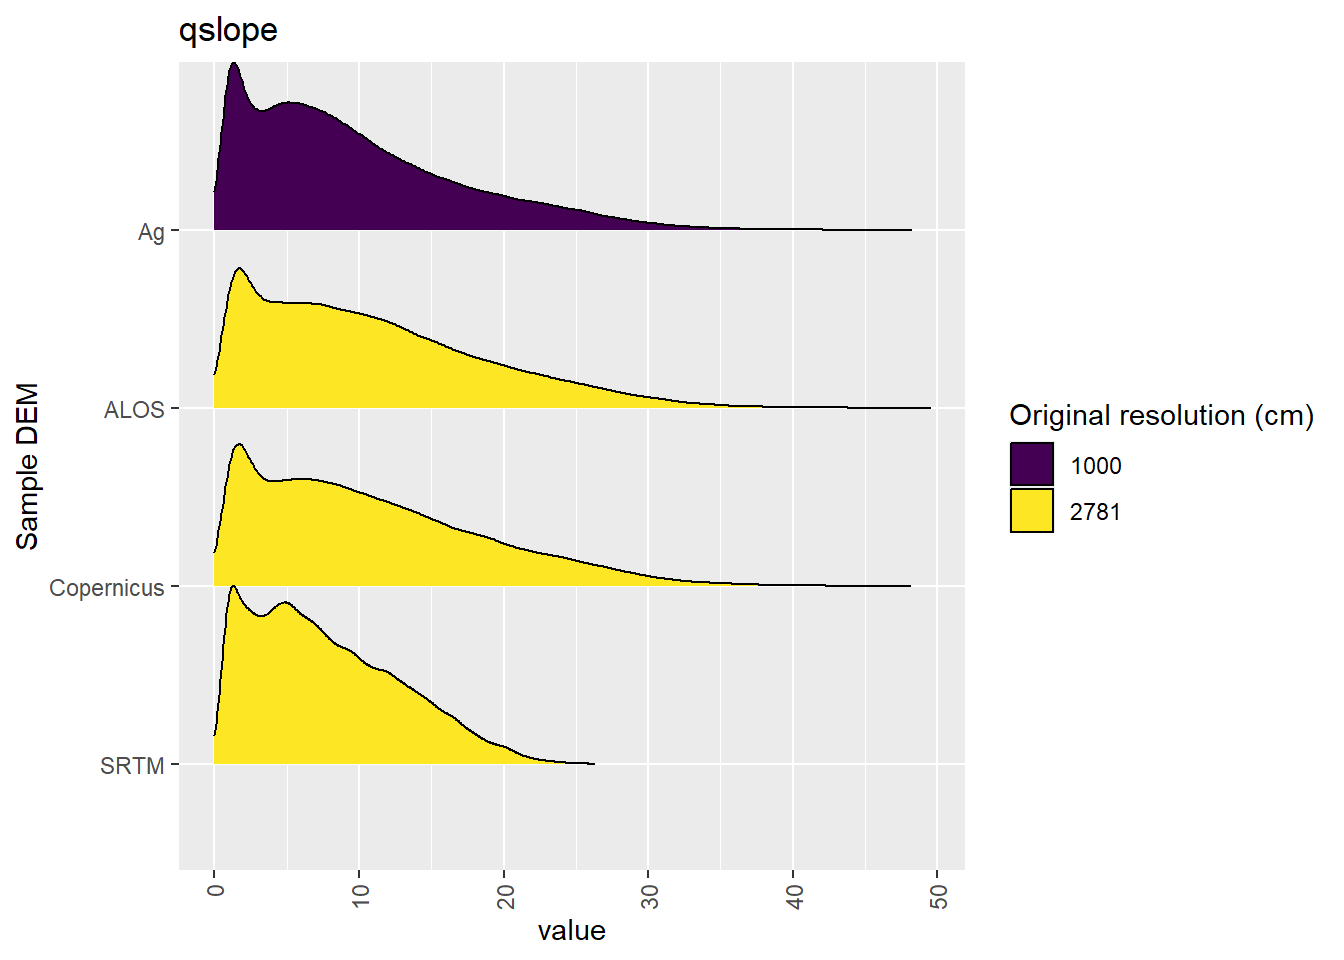 qslope
Sample DEM
Ag
ALOS
Copernicus
SRTM
0
10
20
30
40
50
value
Original resolution (cm)
1000
2781